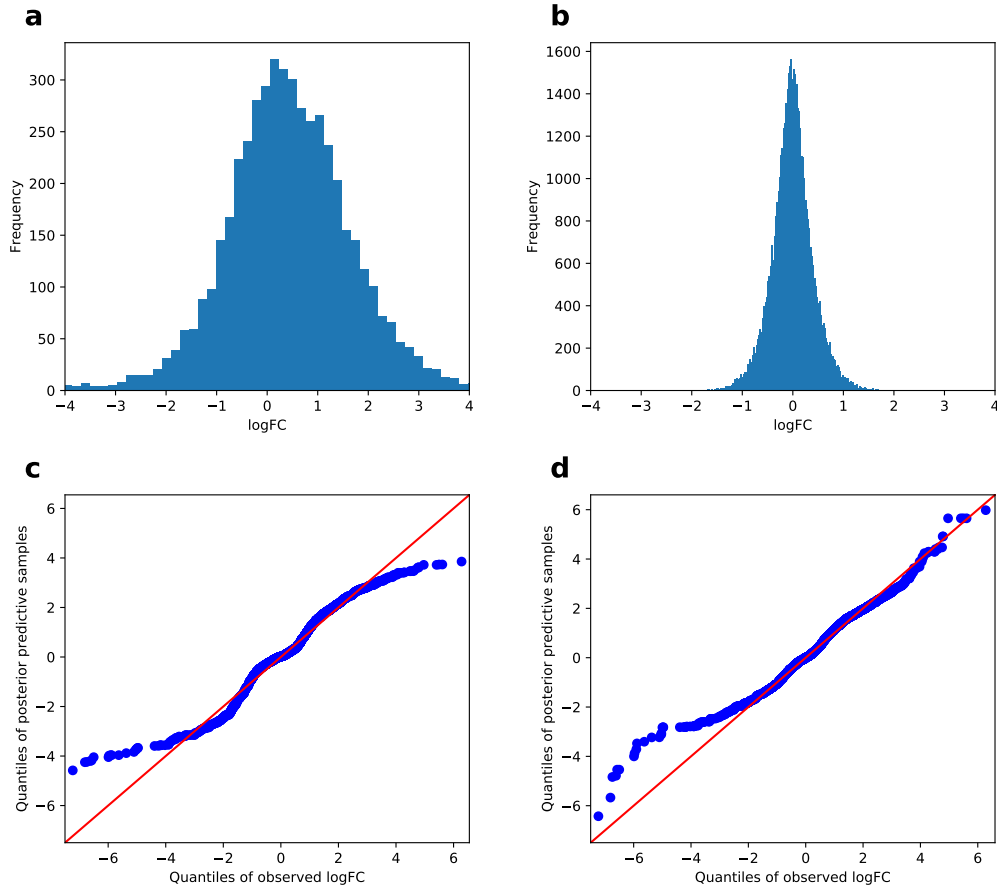 a
300
250
200
150
100
50
0
Frequency
−4 −3 −2 −1 0 1 2 3 4
logFC
b
1600
1400
1200
1000
800
600
400
200
0
Frequency
−4 −3 −2 −1 0 1 2 3 4
logFC
c
6
4
2
0
−2
−4
−6
Quantiles of posterior predictive samples
−6 −4 −2 0 2 4 6
Quantiles of observed logFC
d
6
4
2
0
−2
−4
−6
Quantiles of posterior predictive samples
−6 −4 −2 0 2 4 6
Quantiles of observed logFC